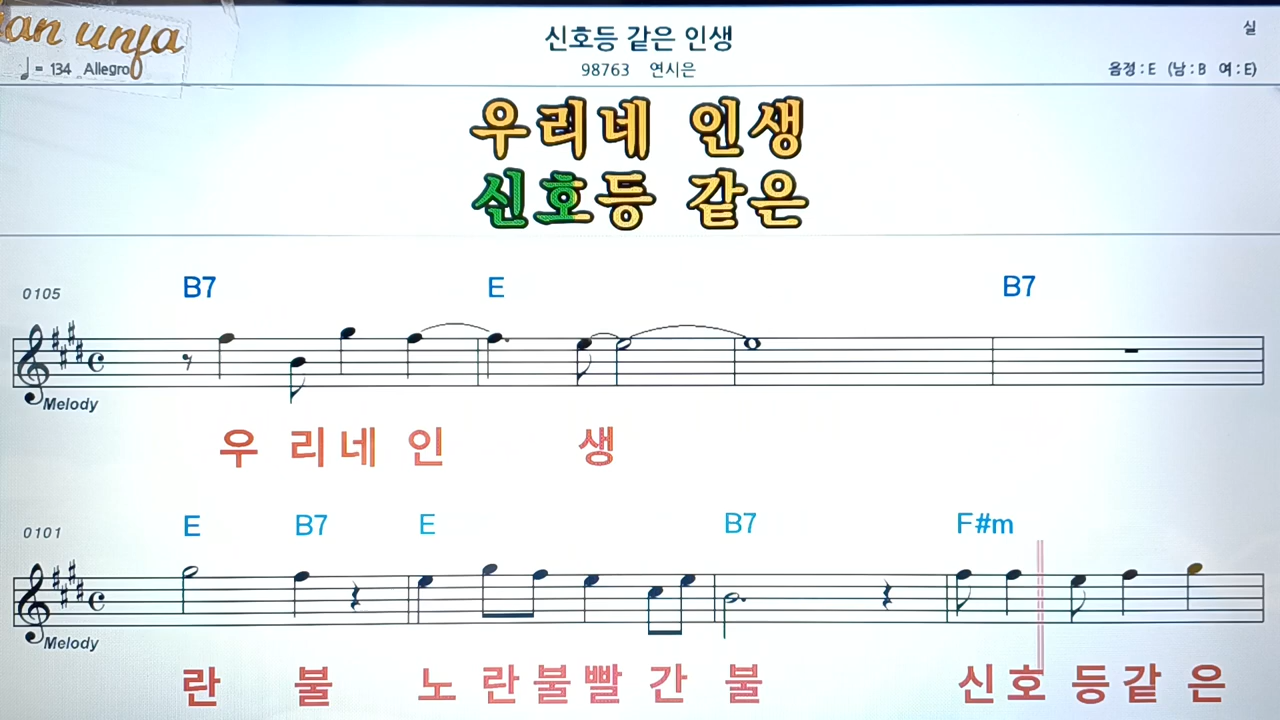 an unja
신호등 같은 인생
실
♩= 134 Allegro
98763 연시은
음정 : E (남 : B 여 : E)
우리네 인생
신호등 같은
B7 E B7
0105
Melody
우 리 네 인 생
E B7 E B7 F#m
0101
Melody
란 불 노 란 불 빨 간 불 신 호 등 같 은